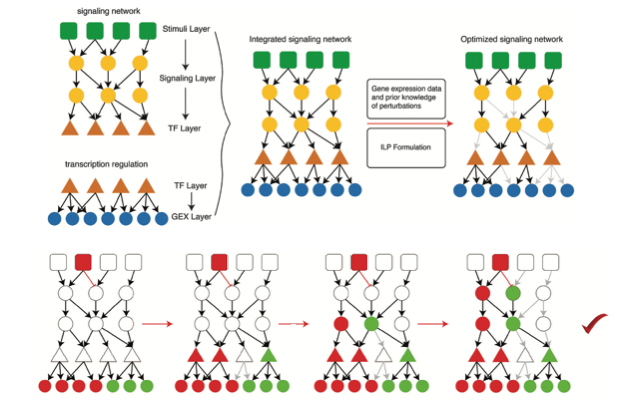 signaling network
Stimuli Layer
Signaling Layer
TF Layer
transcription regulation
TF Layer
GEX Layer
Integrated signaling network
Gene expression data
and prior knowledge
of perturbations
ILP Formulation
Optimized signaling network